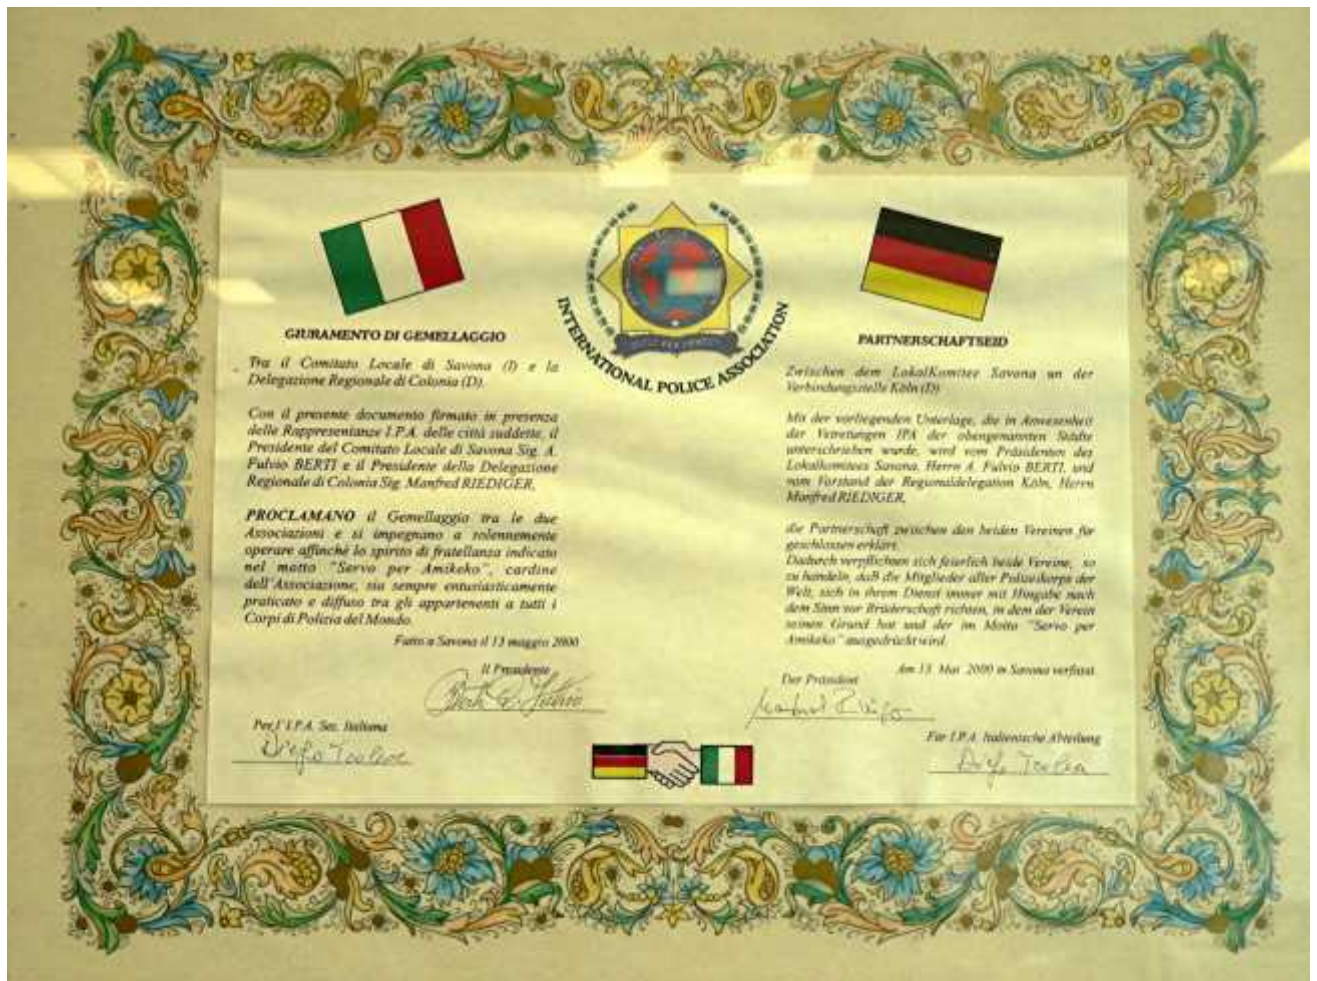 GIURAMENTO DI GEMELLAGGIO
Tra il Comitato Locale di Savona (I) e la
Delegazione Regionale di Colonia (D).
Con il presente documento firmato in presenza
delle Rappresentanze I.P.A. delle città suddette, il
Presidente del Comitato Locale di Savona Sig. A.
Fulvio BERTI e il Presidente della Delegazione
Regionale di Colonia Sig. Manfred RIEDIGER,
PROCLAMANO il Gemellaggio tra le due
Associazioni e si impegnano a solennemente
operare affinchè lo spirito di fratellanza indicato
nel motto "Servo per Amikeko", cardine
dell'Associazione, sia sempre entusiasticamente
praticato e diffuso tra gli appartenenti a tutti i
Corpi di Polizia del Mondo.
Fatto a Savona il 13 maggio 2000
Il Presidente
Per l'I.P.A. Sez. Italiana
INTERNATIONAL POLICE ASSOCIATION
SERVO PER AMIKECO
PARTNERSCHAFTSEID
Zwischen dem LokalKomitee Savona un der
Verbindungsstelle Köln (D)
Mit der vorliegenden Unterlage, die in Anwesenheit
der Vetretungen IPA der obengenannten Städte
unterschrieben wurde, wird vom Präsidenten des
Lokalkomitees Savona, Herrn A. Fulvio BERTI, und
vom Vorstand der Regionaldelegation Köln, Herrn
Manfred RIEDIGER,
die Partnerschaft zwischen den beiden Vereinen für
geschlossen erklärt.
Dadurch verpflichten sich feierlich beide Vereine, so
zu handeln, daß die Mitglieder aller Polizeikorps der
Welt, sich in ihrem Dienst immer mit Hingabe nach
dem Sinn vor Brüderschaft richten, in dem der Verein
seinen Grund hat und der im Motto "Servo per
Amikeko" ausgedrückt wird.
Am 13. Mai 2000 in Savona verfasst.
Der Präsident
Für I.P.A. Italienische Abteilung